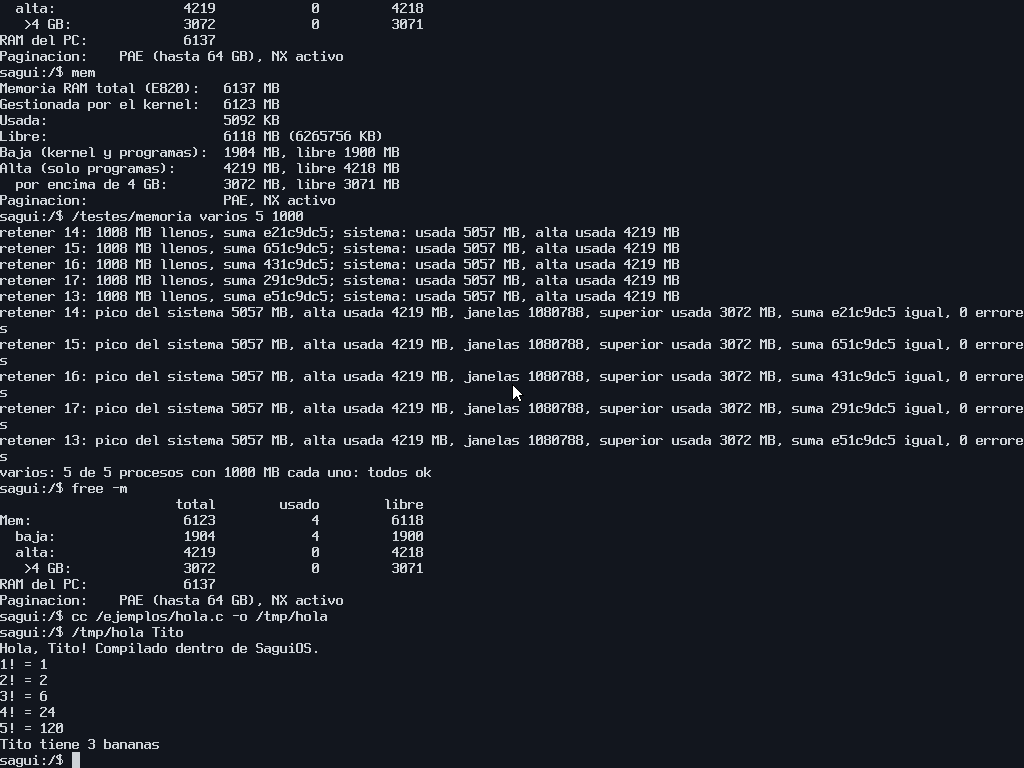 alta:                4219            0         4218
   >4 GB:              3072            0         3071
RAM del PC:            6137
Paginacion:    PAE (hasta 64 GB), NX activo
sagui:/$ mem
Memoria RAM total (E820):   6137 MB
Gestionada por el kernel:   6123 MB
Usada:                      5092 KB
Libre:                      6118 MB (6265756 KB)
Baja (kernel y programas):  1904 MB, libre 1900 MB
Alta (solo programas):      4219 MB, libre 4218 MB
  por encima de 4 GB:       3072 MB, libre 3071 MB
Paginacion:                 PAE, NX activo
sagui:/$ /testes/memoria varios 5 1000
retener 14: 1008 MB llenos, suma e21c9dc5; sistema: usada 5057 MB, alta usada 4219 MB
retener 15: 1008 MB llenos, suma 651c9dc5; sistema: usada 5057 MB, alta usada 4219 MB
retener 16: 1008 MB llenos, suma 431c9dc5; sistema: usada 5057 MB, alta usada 4219 MB
retener 17: 1008 MB llenos, suma 291c9dc5; sistema: usada 5057 MB, alta usada 4219 MB
retener 13: 1008 MB llenos, suma e51c9dc5; sistema: usada 5057 MB, alta usada 4219 MB
retener 14: pico del sistema 5057 MB, alta usada 4219 MB, janelas 1080788, superior usada 3072 MB, suma e21c9dc5 igual, 0 errore
s
retener 15: pico del sistema 5057 MB, alta usada 4219 MB, janelas 1080788, superior usada 3072 MB, suma 651c9dc5 igual, 0 errore
s
retener 16: pico del sistema 5057 MB, alta usada 4219 MB, janelas 1080788, superior usada 3072 MB, suma 431c9dc5 igual, 0 errore
s
retener 17: pico del sistema 5057 MB, alta usada 4219 MB, janelas 1080788, superior usada 3072 MB, suma 291c9dc5 igual, 0 errore
s
retener 13: pico del sistema 5057 MB, alta usada 4219 MB, janelas 1080788, superior usada 3072 MB, suma e51c9dc5 igual, 0 errore
s
varios: 5 de 5 procesos con 1000 MB cada uno: todos ok
sagui:/$ free -m
                      total        usado        libre
Mem:                   6123            4         6118
  baja:                1904            4         1900
  alta:                4219            0         4218
   >4 GB:              3072            0         3071
RAM del PC:            6137
Paginacion:    PAE (hasta 64 GB), NX activo
sagui:/$ cc /ejemplos/hola.c -o /tmp/hola
sagui:/$ /tmp/hola Tito
Hola, Tito! Compilado dentro de SaguiOS.
1! = 1
2! = 2
3! = 6
4! = 24
5! = 120
Tito tiene 3 bananas
sagui:/$